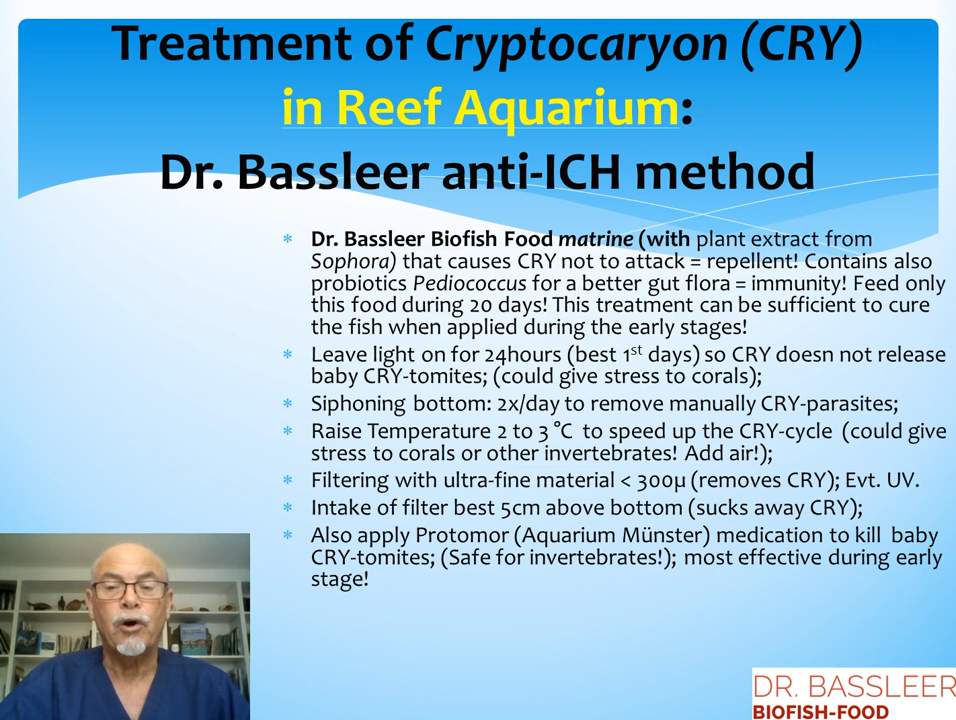 Treatment of Cryptocaryon (CRY)
in Reef Aquarium:
Dr. Bassleer anti-ICH method
* Dr. Bassleer Biofish Food matrine (with plant extract from
Sophora) that causes CRY not to attack = repellent! Contains also
probiotics Pediococcus for a better gut flora = immunity! Feed only
this food during 20 days! This treatment can be sufficient to cure
the fish when applied during the early stages!
* Leave light on for 24hours (best 1st days) so CRY doesn not release
baby CRY-tomites; (could give stress to corals);
* Siphoning bottom: 2x/day to remove manually CRY-parasites;
* Raise Temperature 2 to 3 °C to speed up the CRY-cycle (could give
stress to corals or other invertebrates! Add air!);
* Filtering with ultra-fine material < 300µ (removes CRY); Evt. UV.
* Intake of filter best 5cm above bottom (sucks away CRY);
* Also apply Protomor (Aquarium Münster) medication to kill baby
CRY-tomites; (Safe for invertebrates!); most effective during early
stage!
DR. BASSLEER
BIOFISH-FOOD